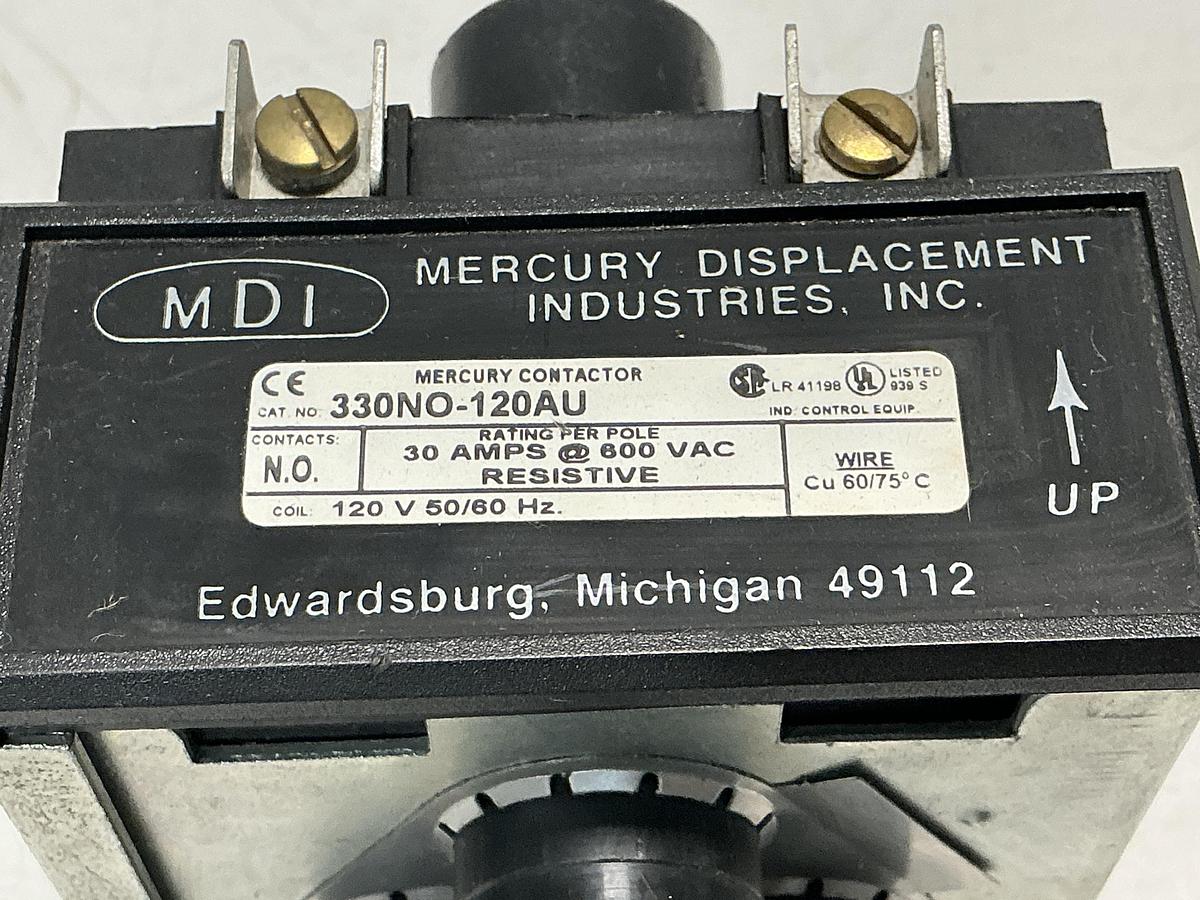 MDI
MERCURY DISPLACEMENT
INDUSTRIES, INC.
CE MERCURY CONTACTOR
CAT. NO. 330NO-120AU
SA LR 41198 UL LISTED
939 S
IND. CONTROL EQUIP.
CONTACTS:
N.O.
RATING PER POLE
30 AMPS @ 600 VAC
RESISTIVE
WIRE
Cu 60/75°C
COIL: 120 V 50/60 Hz.
UP
Edwardsburg, Michigan 49112